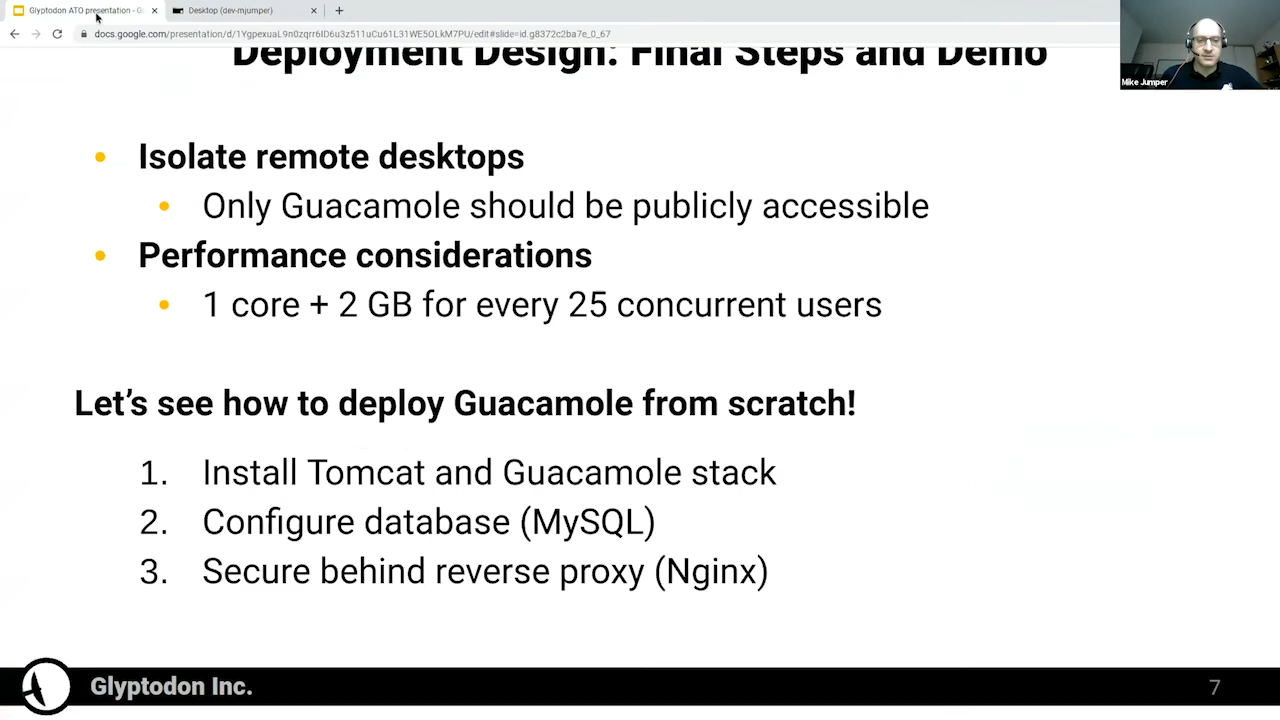 Glyptodon ATO presentation - G
Desktop (dev-mjumper)
docs.google.com/presentation/d/1YgpexuaL9n0zqrr6ID6u3z511uCu61L31WE5OLkM7PU/edit#slide=id.g8372c2ba7e_0_67
Mike Jumper
Deployment Design: Final Steps and Demo
Isolate remote desktops
Only Guacamole should be publicly accessible
Performance considerations
1 core + 2 GB for every 25 concurrent users
Let’s see how to deploy Guacamole from scratch!
1. Install Tomcat and Guacamole stack
2. Configure database (MySQL)
3. Secure behind reverse proxy (Nginx)
Glyptodon Inc.
7